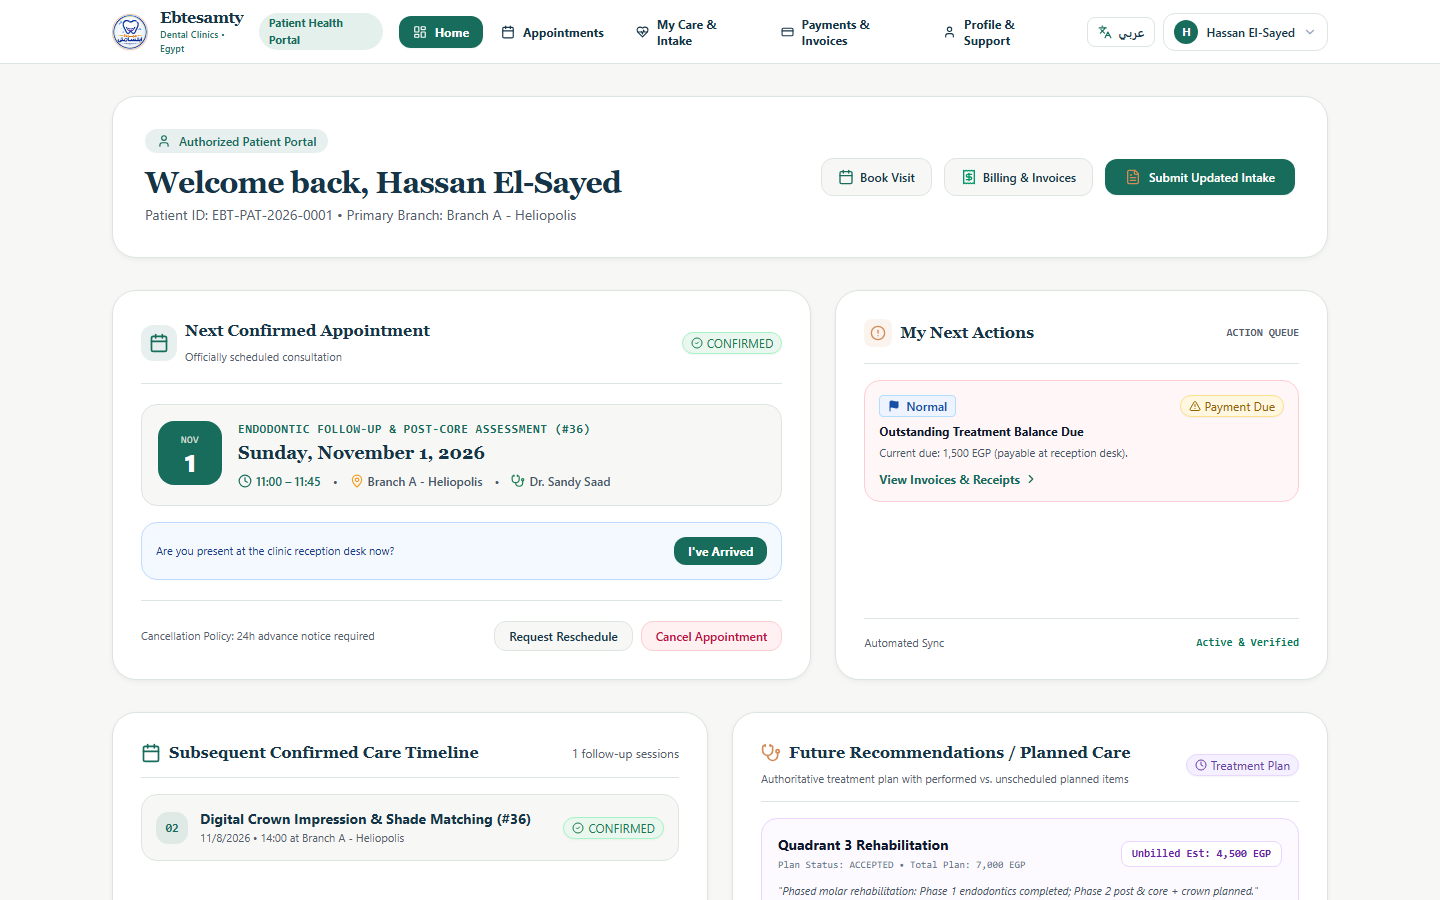 Ebtesamty
Dental Clinics •
Egypt
Patient Health
Portal
Home
Appointments
My Care &
Intake
Payments &
Invoices
Profile &
Support
عربي
H
Hassan El-Sayed
Authorized Patient Portal
Welcome back, Hassan El-Sayed
Patient ID: EBT-PAT-2026-0001 • Primary Branch: Branch A - Heliopolis
Book Visit
Billing & Invoices
Submit Updated Intake
Next Confirmed Appointment
Officially scheduled consultation
CONFIRMED
NOV
1
ENDODONTIC FOLLOW-UP & POST-CORE ASSESSMENT (#36)
Sunday, November 1, 2026
11:00 – 11:45 • Branch A - Heliopolis • Dr. Sandy Saad
Are you present at the clinic reception desk now?
I've Arrived
Cancellation Policy: 24h advance notice required
Request Reschedule
Cancel Appointment
My Next Actions
ACTION QUEUE
Normal
Payment Due
Outstanding Treatment Balance Due
Current due: 1,500 EGP (payable at reception desk).
View Invoices & Receipts
Automated Sync
Active & Verified
Subsequent Confirmed Care Timeline
1 follow-up sessions
02
Digital Crown Impression & Shade Matching (#36)
11/8/2026 • 14:00 at Branch A - Heliopolis
CONFIRMED
Future Recommendations / Planned Care
Authoritative treatment plan with performed vs. unscheduled planned items
Treatment Plan
Quadrant 3 Rehabilitation
Plan Status: ACCEPTED • Total Plan: 7,000 EGP
Unbilled Est: 4,500 EGP
"Phased molar rehabilitation: Phase 1 endodontics completed; Phase 2 post & core + crown planned."